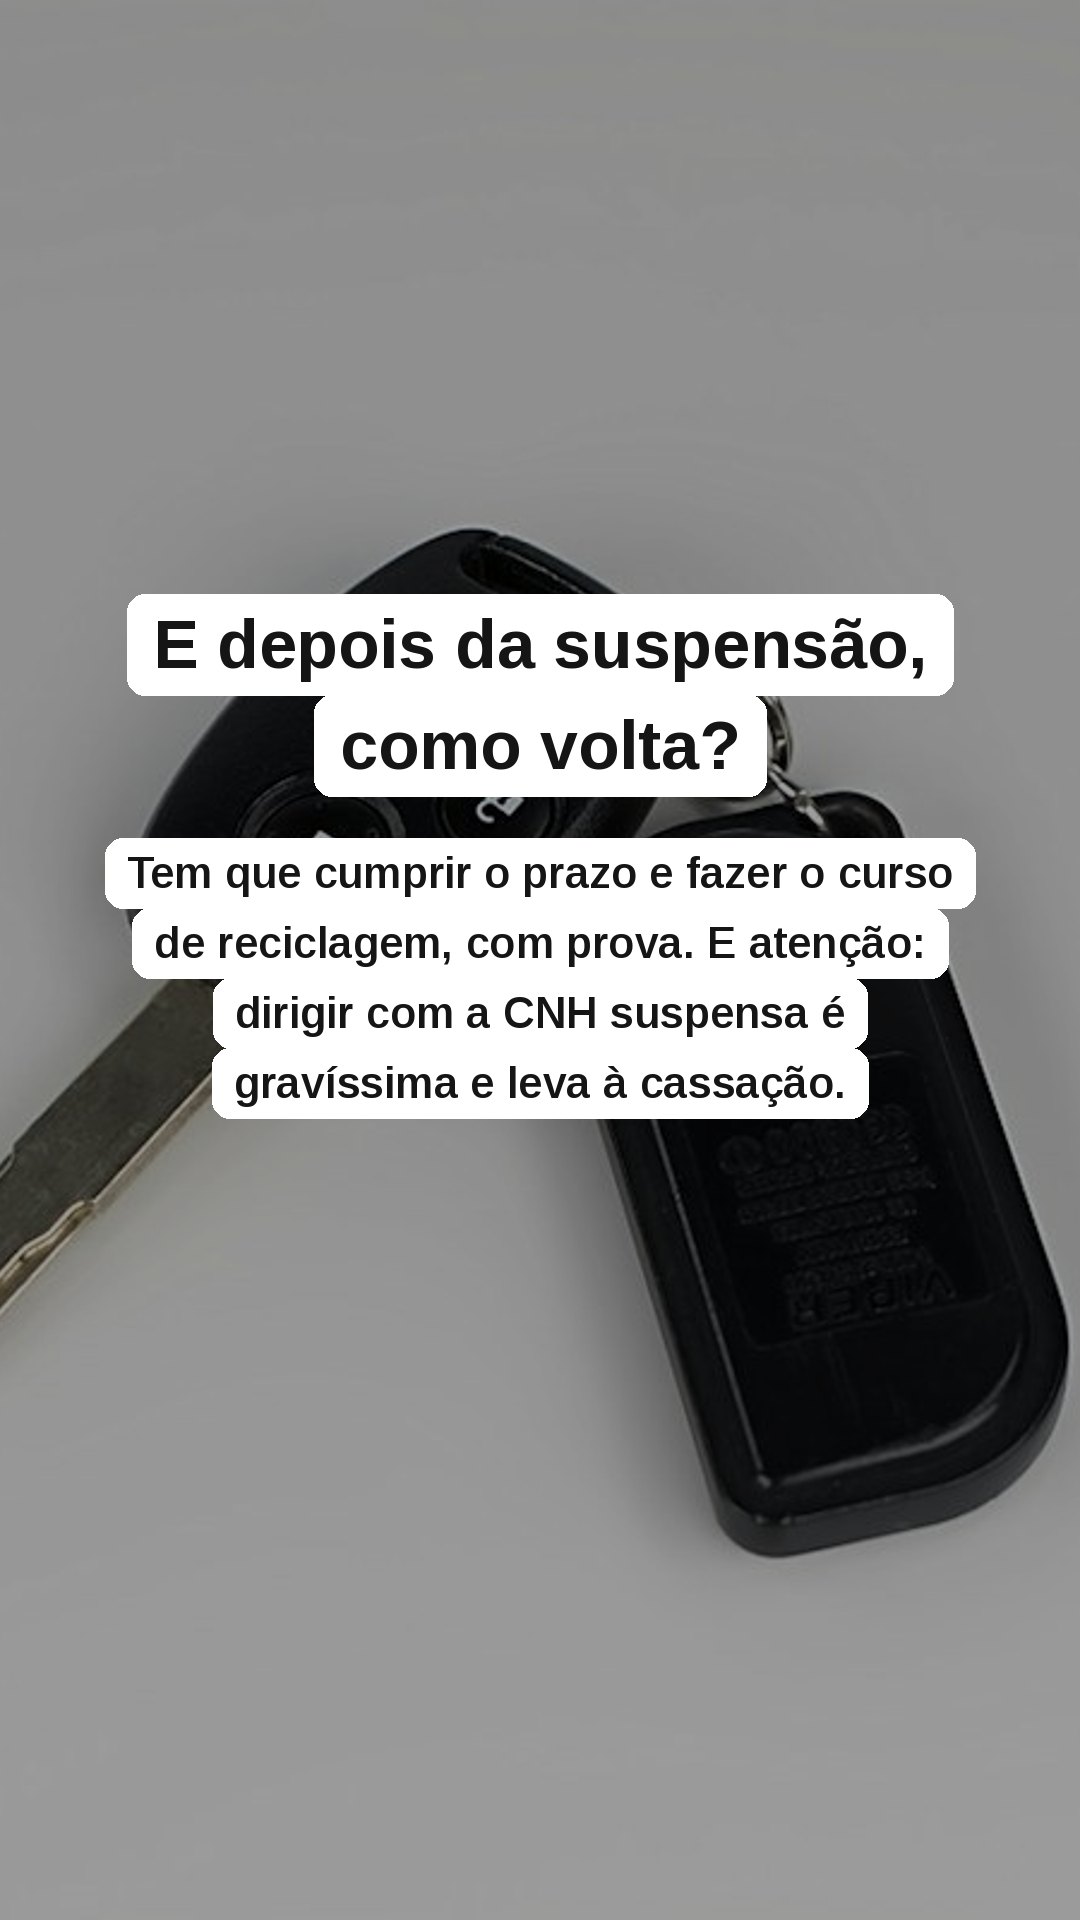 E depois da suspensão,
como volta?
Tem que cumprir o prazo e fazer o curso
de reciclagem, com prova. E atenção:
dirigir com a CNH suspensa é
gravíssima e leva à cassação.
VIPER